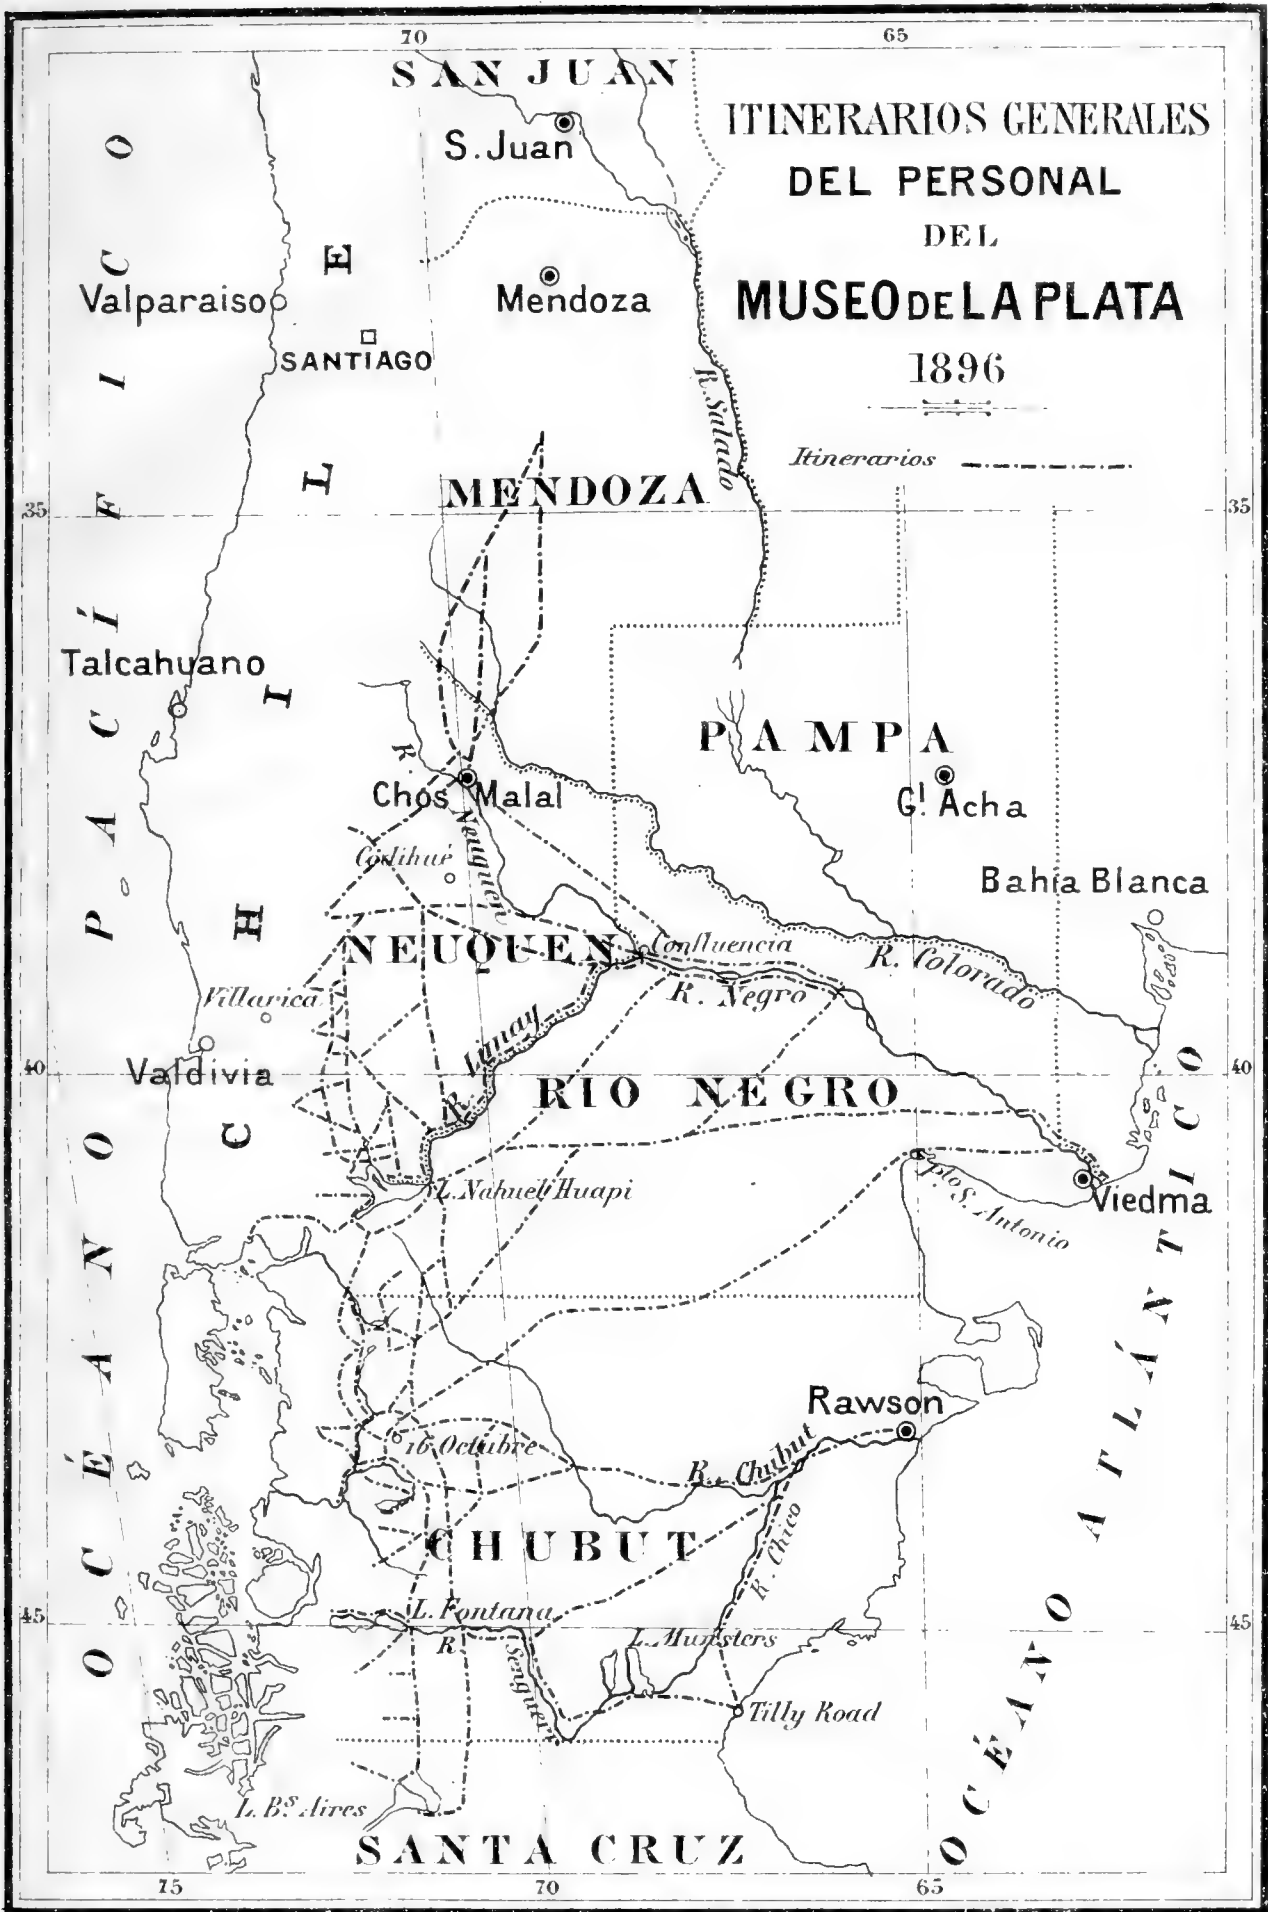 70
65
SAN JUAN
ITINERARIOS GENERALES
DEL PERSONAL
DEL
MUSEO DE LA PLATA
1896
Itinerarios
S. Juan
Mendoza
Valparaiso
SANTIAGO
R. Salado
MENDOZA
35
35
OCÉANO PACÍFICO
CHILE
Talcahuano
PAMPA
R. Neuquen
Chos Malal
Gl. Acha
Codihué
Bahia Blanca
NEUQUEN
Confluencia
R. Colorado
Villarica
R. Negro
R. Limay
40
40
Valdivia
RIO NEGRO
L. Nahuel Huapi
pto S. Antonio
Viedma
OCÉANO ATLÁNTICO
Rawson
16 Octubre
R. Chubut
CHUBUT
R. Chico
45
45
L. Fontana
R. Senguerr
L. Munsters
Tilly Road
L. Bs. Aires
SANTA CRUZ
75
70
65